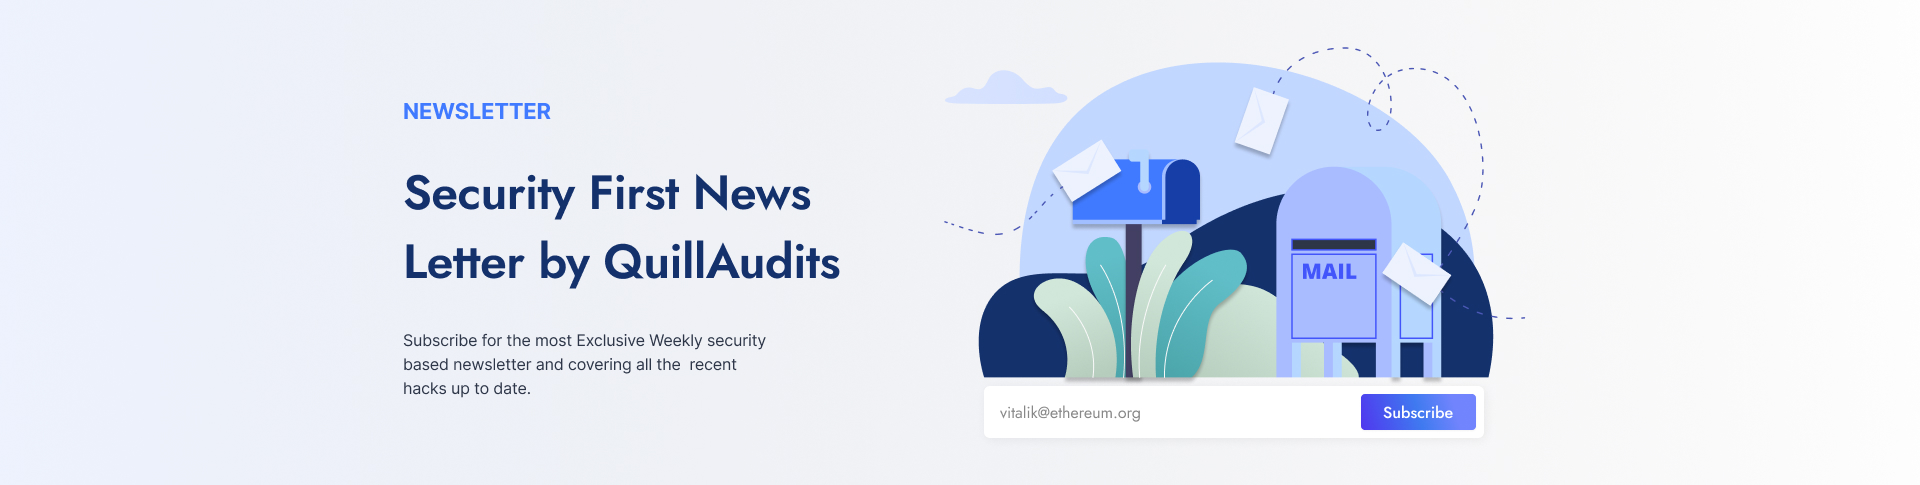 NEWSLETTER
Security First News
Letter by QuillAudits
Subscribe for the most Exclusive Weekly security
based newsletter and covering all the  recent
hacks up to date.
MAIL
vitalik@ethereum.org
Subscribe